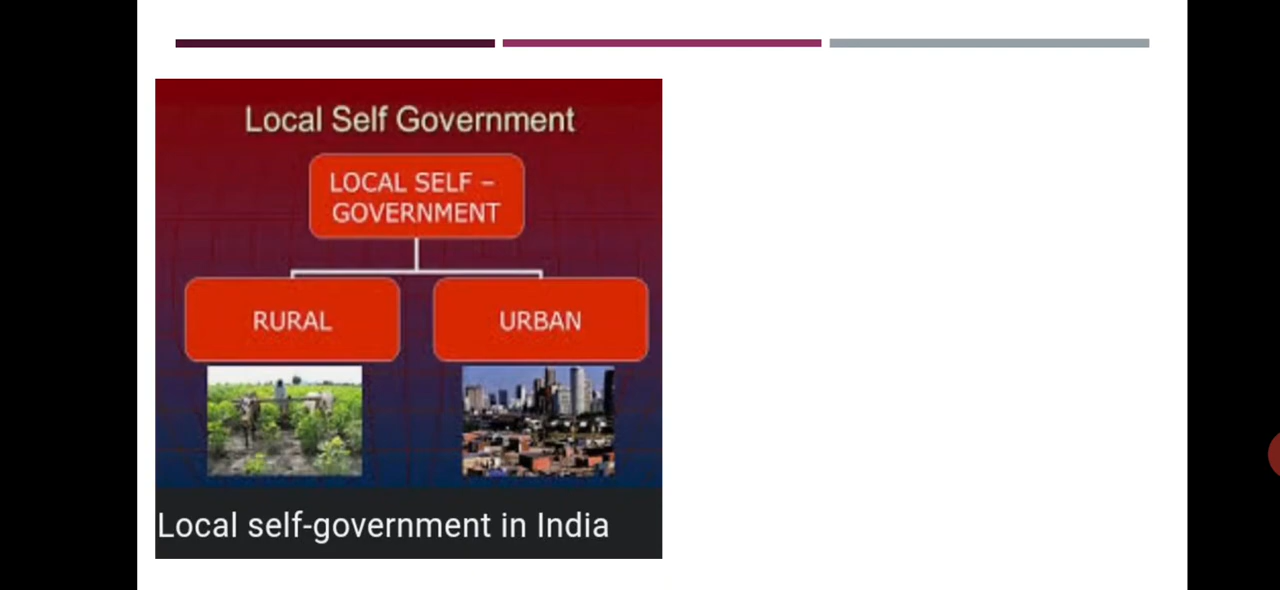 Local Self Government
LOCAL SELF –
GOVERNMENT
RURAL
URBAN
Local self-government in India